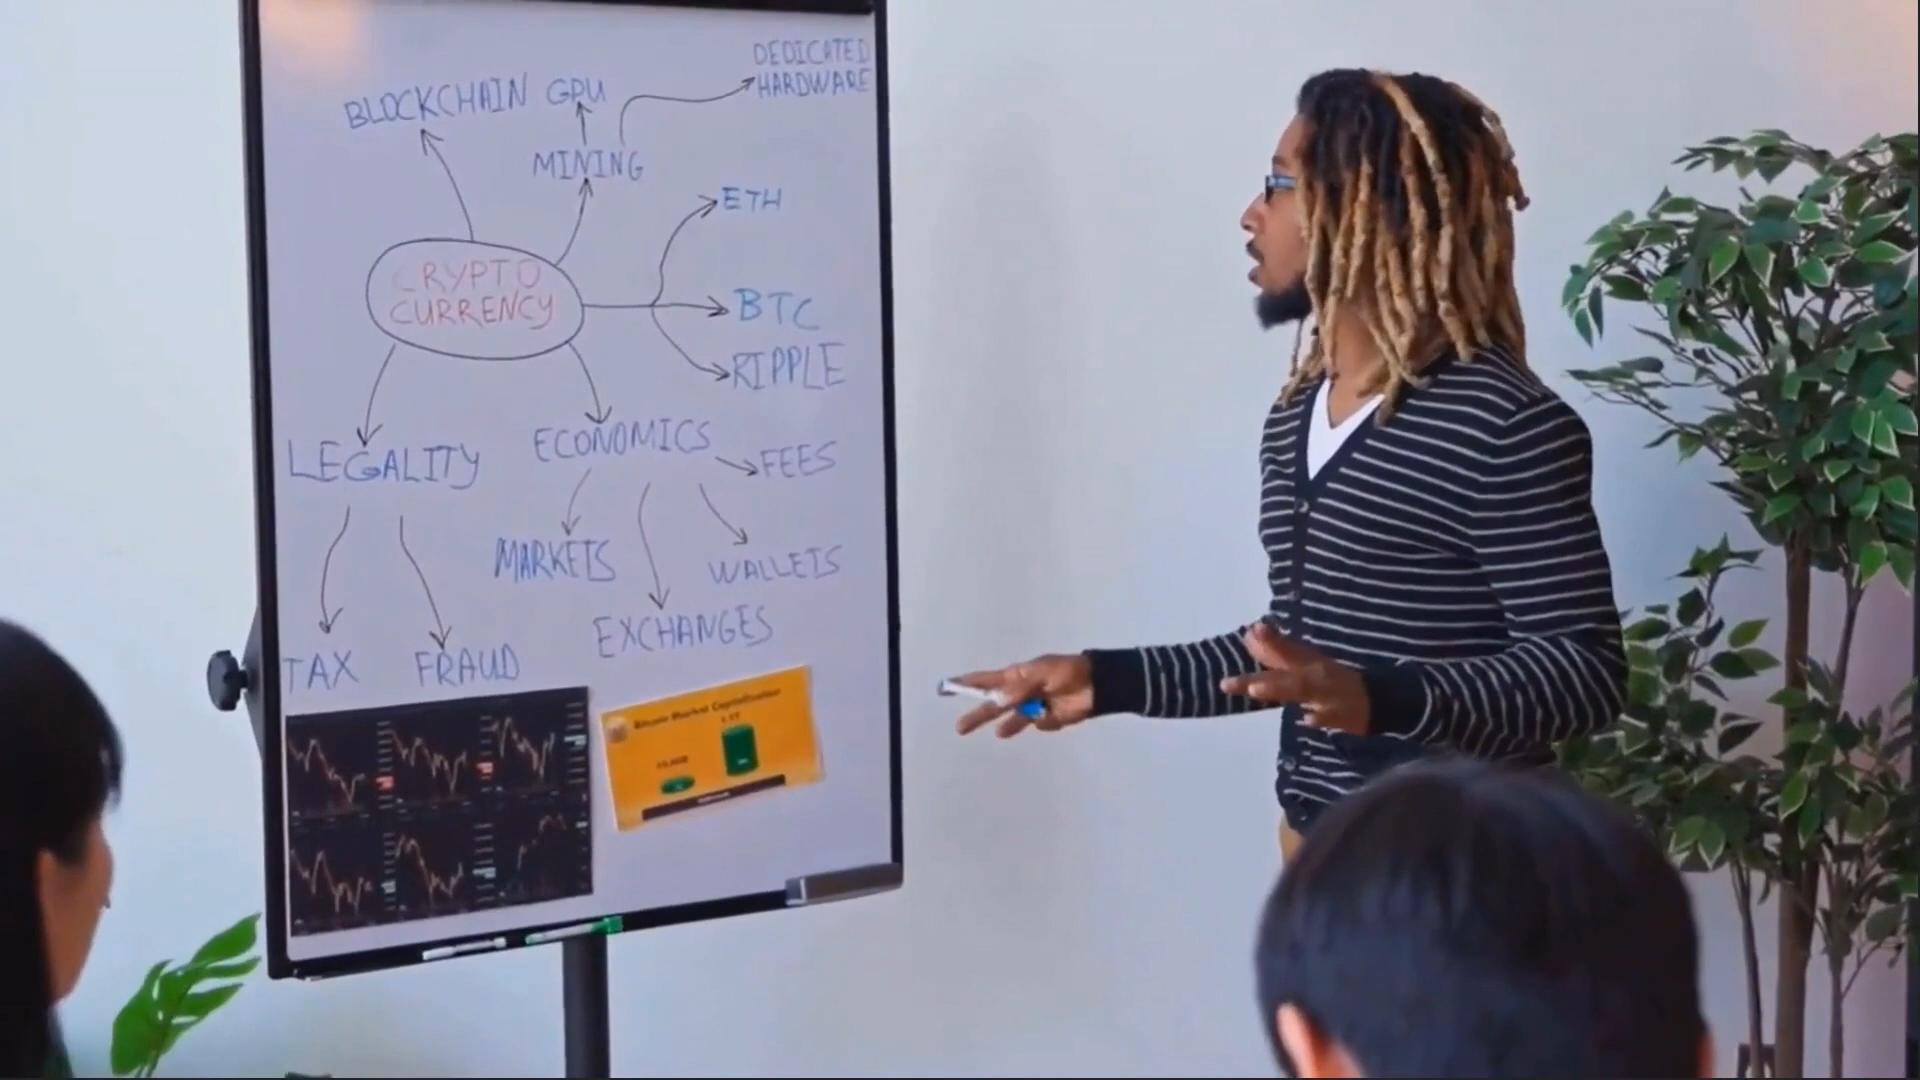 DEDICATED
HARDWARE
BLOCKCHAIN GPU
MINING
ETH
CRYPTO
CURRENCY
BTC
RIPPLE
LEGALITY
ECONOMICS
FEES
MARKETS
WALLETS
EXCHANGES
TAX
FRAUD
Bitcoin Market Capitalization